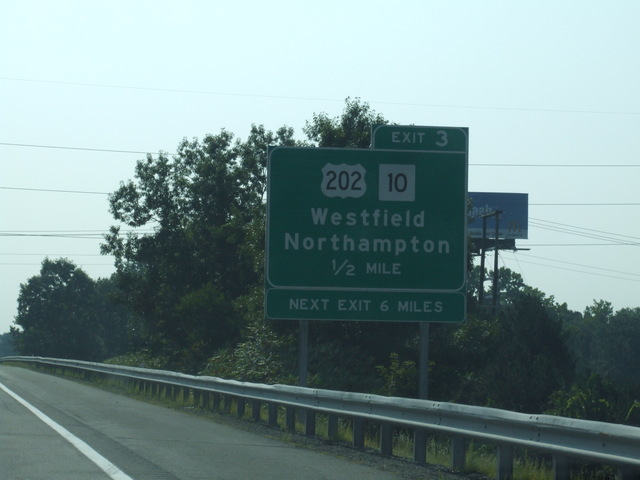 EXIT 3
202 10
Westfield
Northampton
1/2 MILE
NEXT EXIT 6 MILES